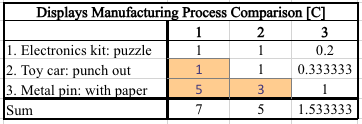 Displays Manufacturing Process Comparison [C]
1 2 3
1. Electronics kit: puzzle 1 1 0.2
2. Toy car: punch out 1 1 0.333333
3. Metal pin: with paper 5 3 1
Sum 7 5 1.533333